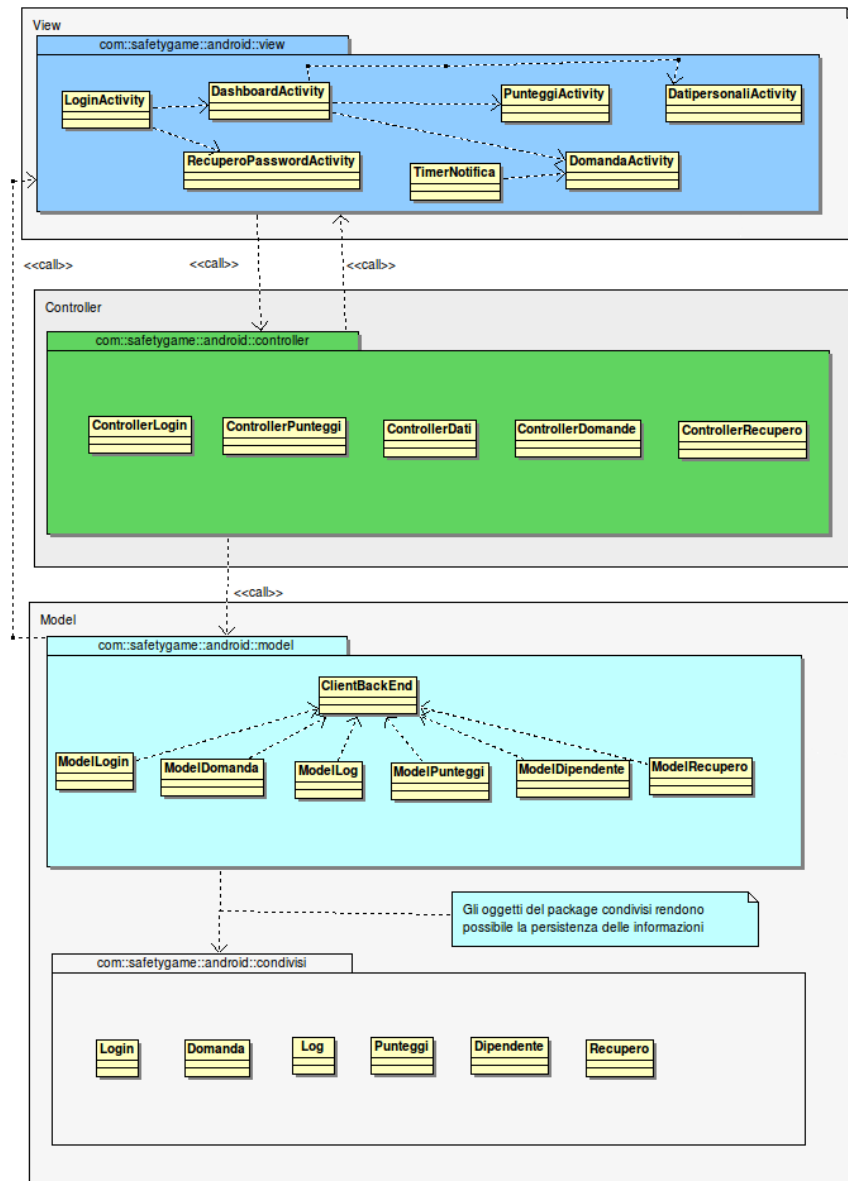 View
com::safetygame::android::view
LoginActivity
DashboardActivity
PunteggiActivity
DatipersonaliActivity
RecuperoPasswordActivity
TimerNotifica
DomandaActivity
<<call>>
<<call>>
<<call>>
Controller
com::safetygame::android::controller
ControllerLogin
ControllerPunteggi
ControllerDati
ControllerDomande
ControllerRecupero
<<call>>
Model
com::safetygame::android::model
ClientBackEnd
ModelLogin
ModelDomanda
ModelLog
ModelPunteggi
ModelDipendente
ModelRecupero
Gli oggetti del package condivisi rendono
possibile la persistenza delle informazioni
com::safetygame::android::condivisi
Login
Domanda
Log
Punteggi
Dipendente
Recupero